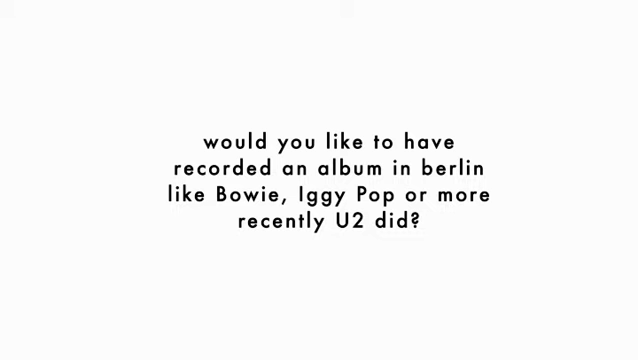 would you like to have
recorded an album in berlin
like Bowie, Iggy Pop or more
recently U2 did?